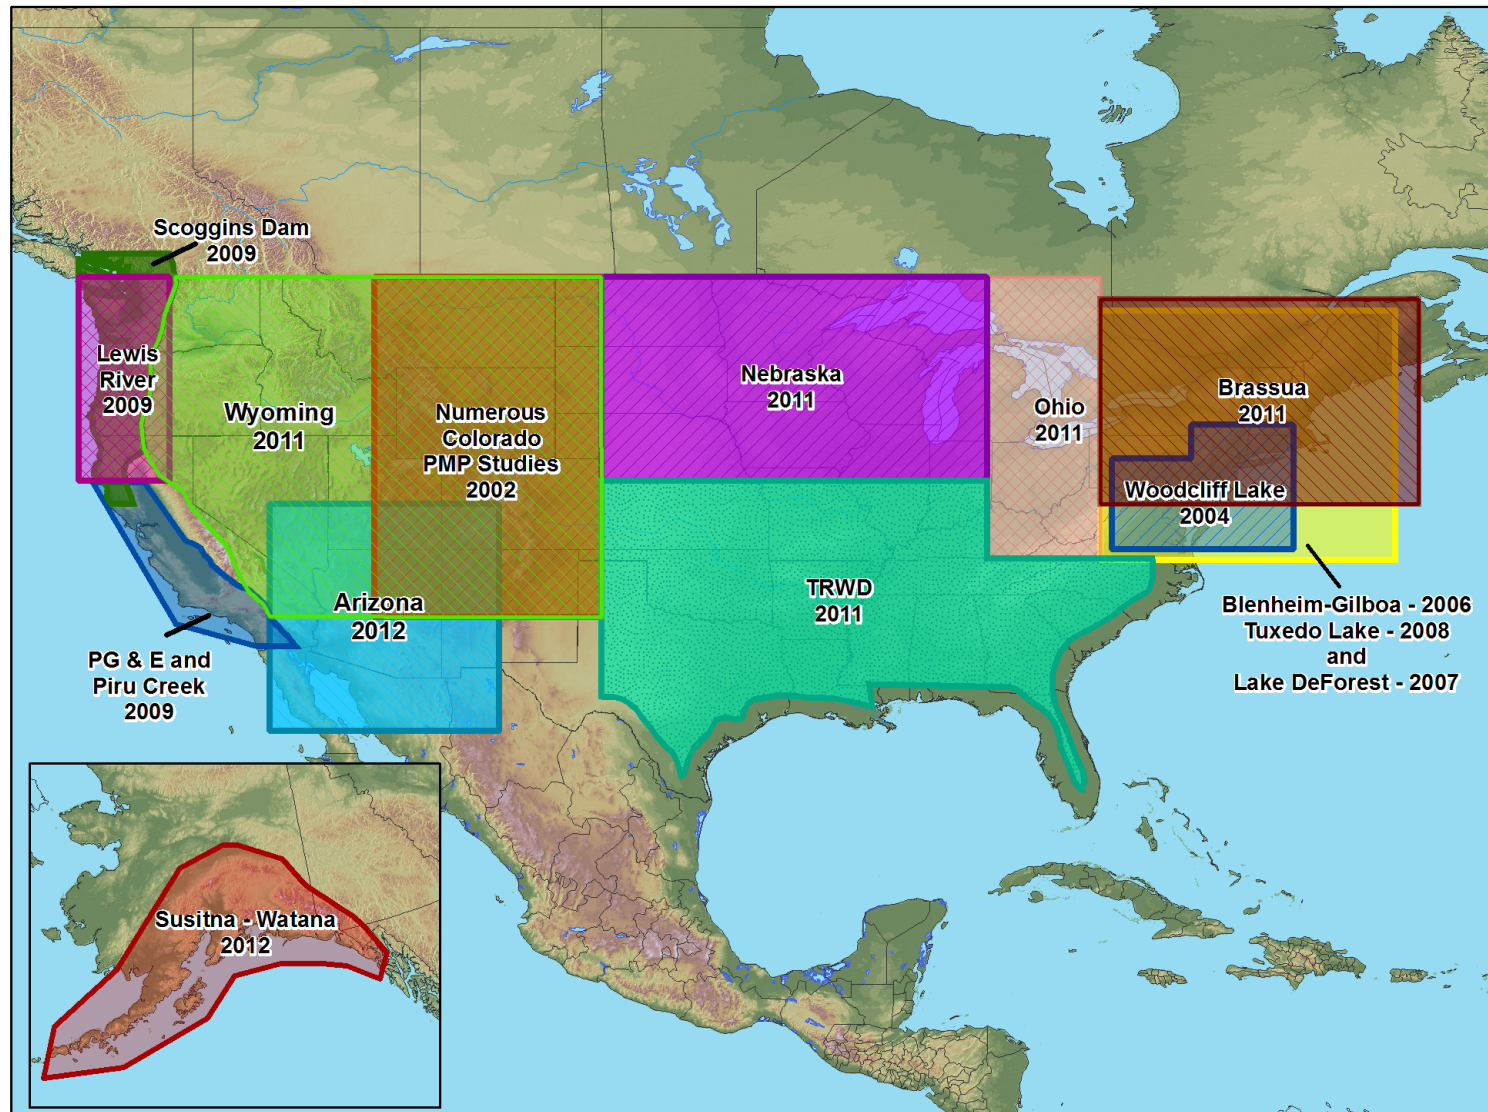 Scoggins Dam
2009
Lewis
River
2009
Wyoming
2011
Numerous
Colorado
PMP Studies
2002
Nebraska
2011
Ohio
2011
Brassua
2011
Woodcliff Lake
2004
TRWD
2011
Arizona
2012
PG & E and
Piru Creek
2009
Blenheim-Gilboa - 2006
Tuxedo Lake - 2008
and
Lake DeForest - 2007
Susitna - Watana
2012